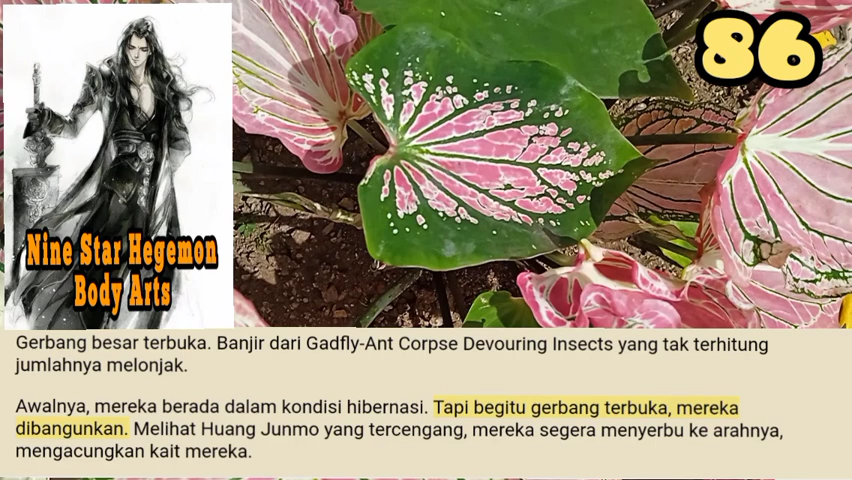 86
Nine Star Hegemon
Body Arts
Gerbang besar terbuka. Banjir dari Gadfly-Ant Corpse Devouring Insects yang tak terhitung
jumlahnya melonjak.
Awalnya, mereka berada dalam kondisi hibernasi. Tapi begitu gerbang terbuka, mereka
dibangunkan. Melihat Huang Junmo yang tercengang, mereka segera menyerbu ke arahnya,
mengacungkan kait mereka.